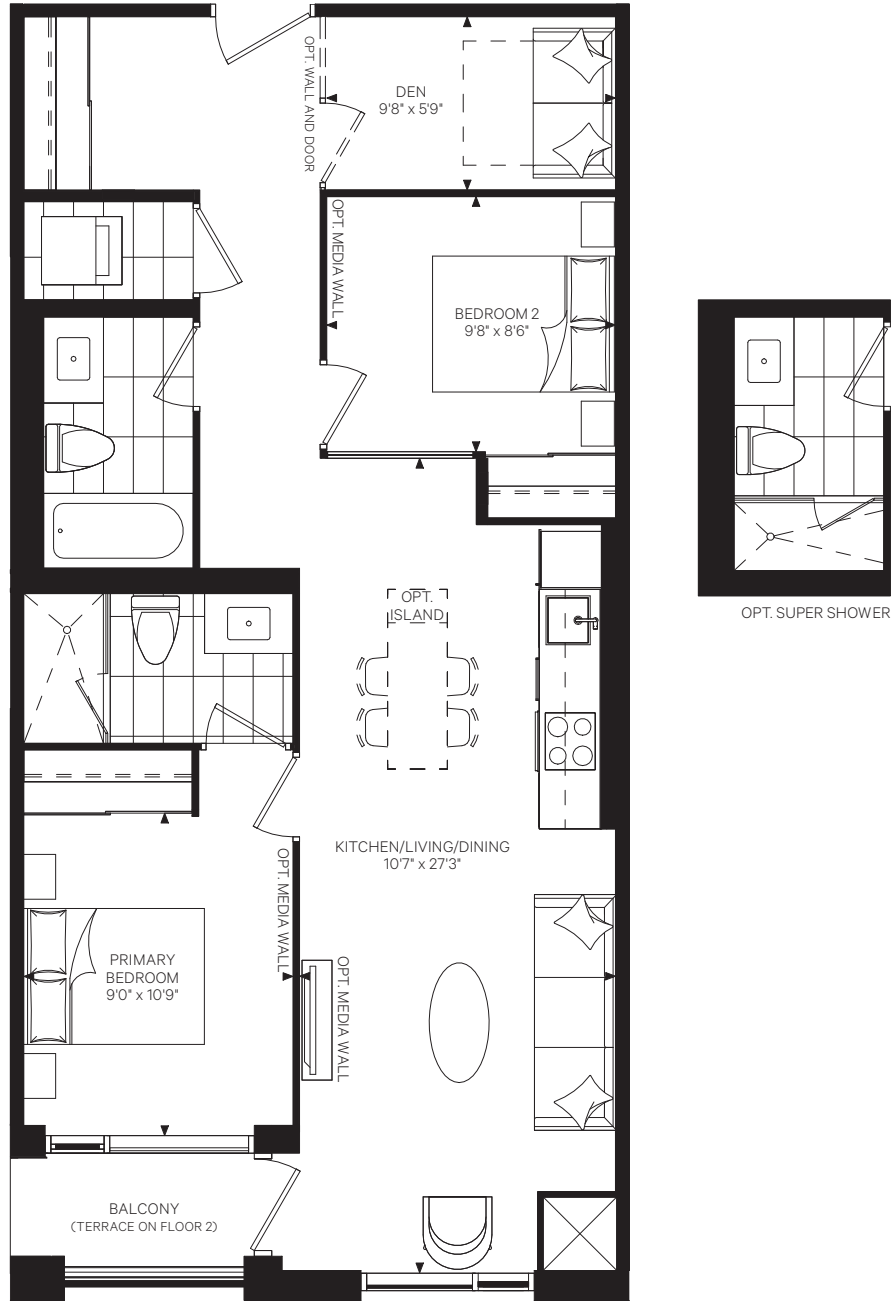 OPT. WALL AND DOOR
DEN
9'8" x 5'9"
OPT. MEDIA WALL
BEDROOM 2
9'8" x 8'6"
OPT. SUPER SHOWER
OPT.
ISLAND
KITCHEN/LIVING/DINING
10'7" x 27'3"
OPT. MEDIA WALL
PRIMARY
BEDROOM
9'0" x 10'9"
OPT. MEDIA WALL
BALCONY
(TERRACE ON FLOOR 2)